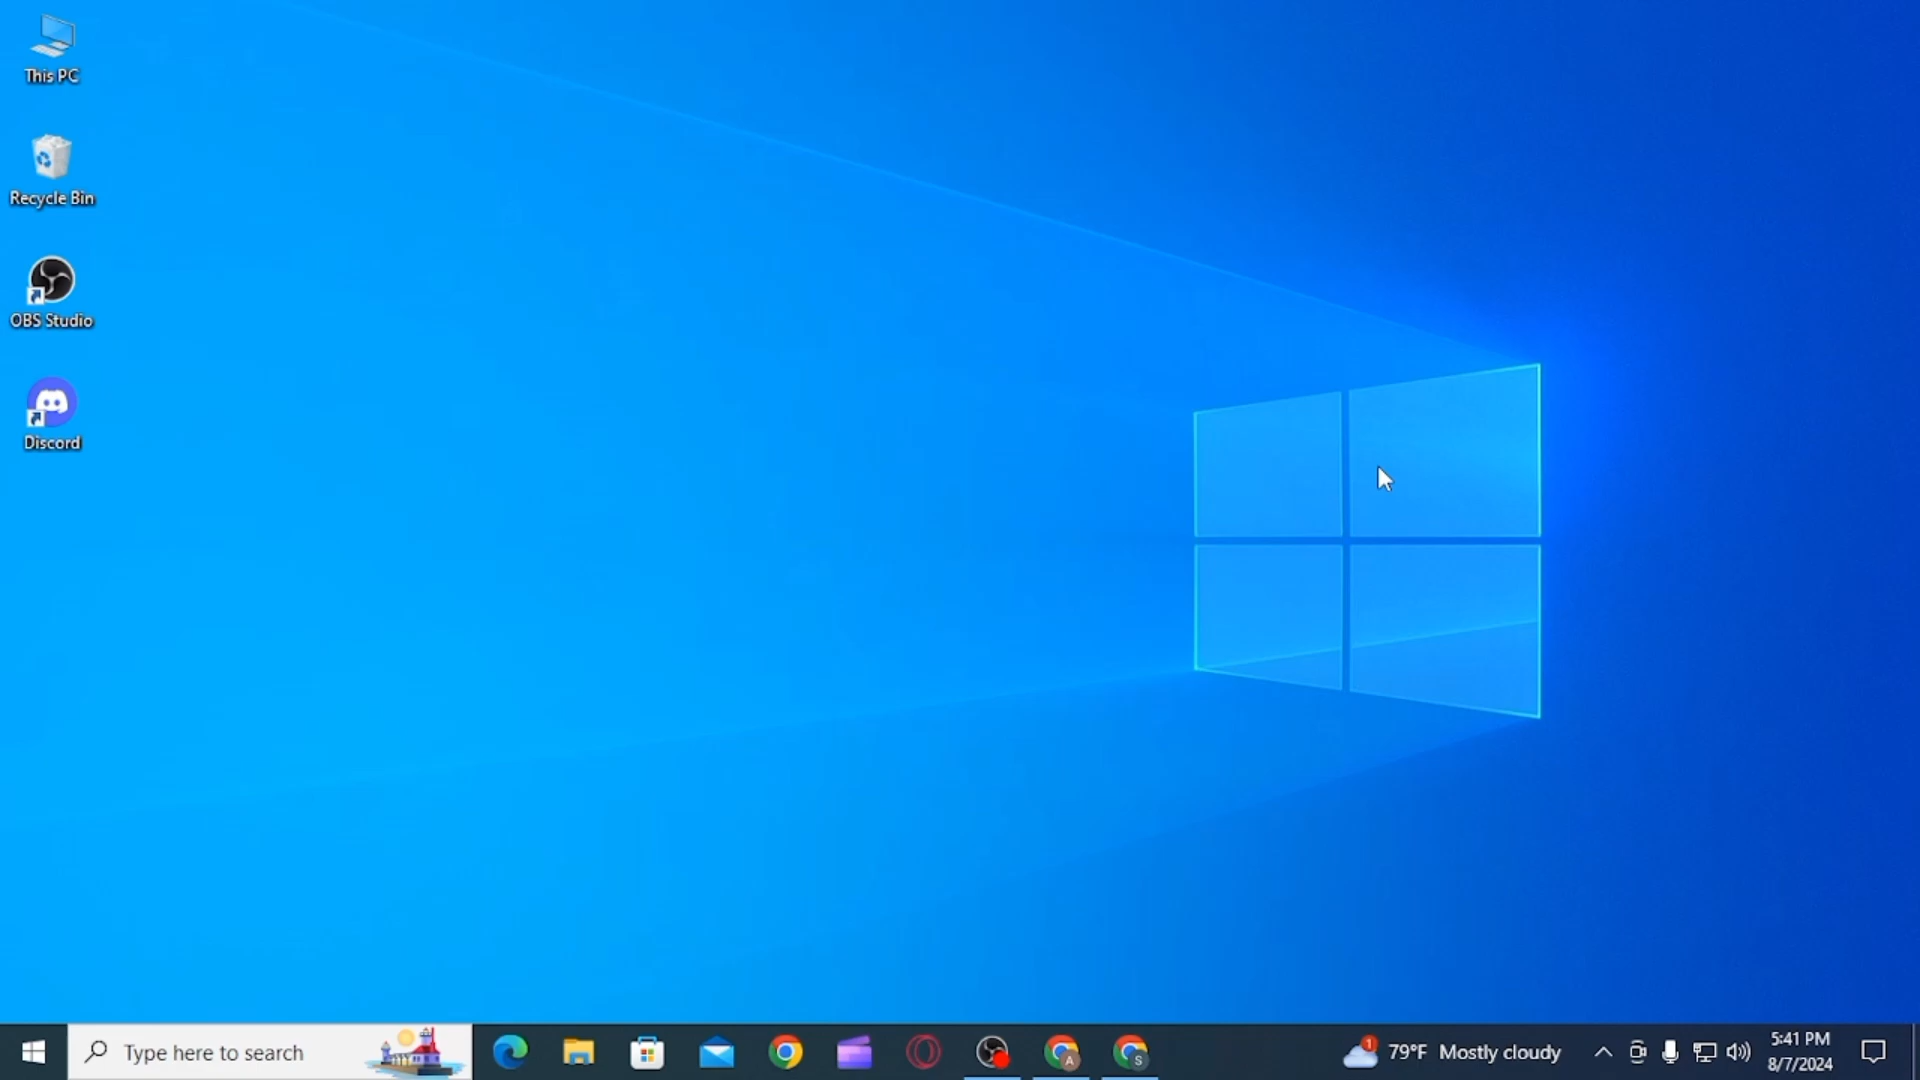 This PC
Recycle Bin
OBS Studio
Discord
Type here to search
A
S
1
79°F Mostly cloudy
5:41 PM
8/7/2024